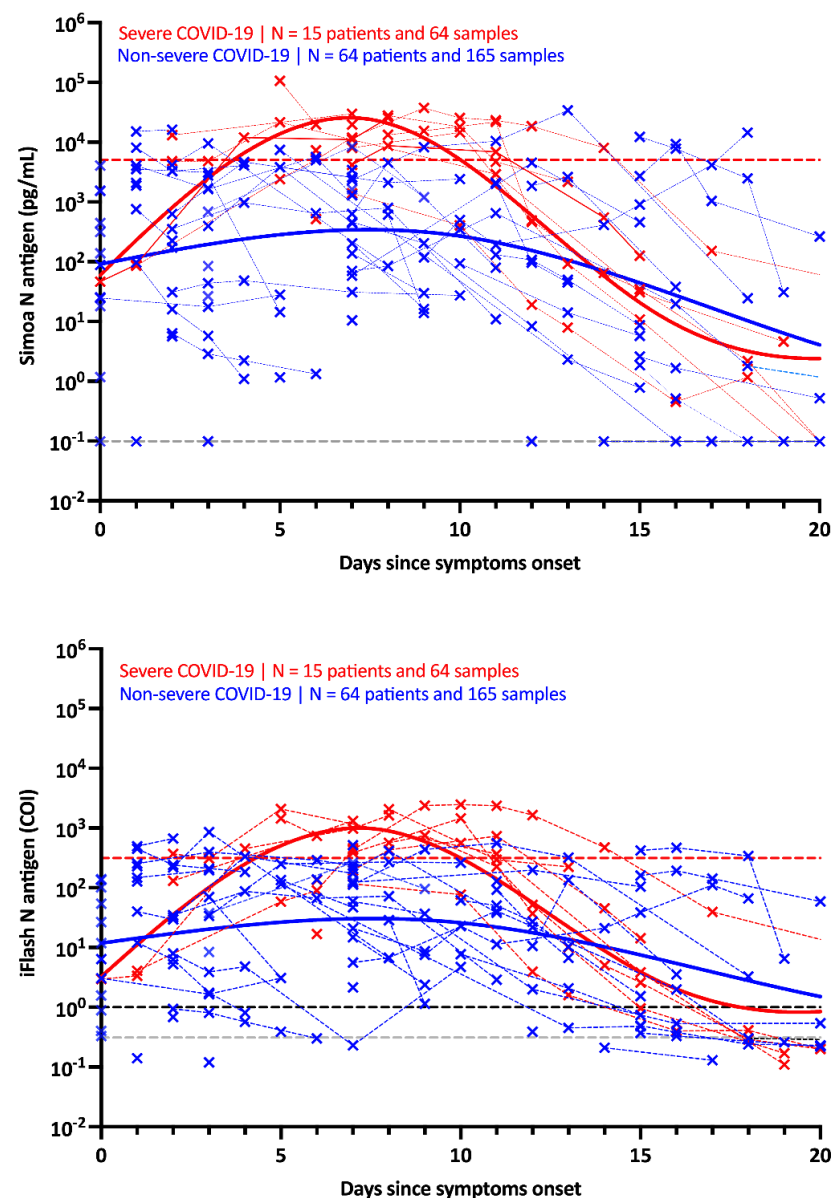 Simoa N antigen (pg/mL)
10⁶
10⁵
10⁴
10³
10²
10¹
10⁰
10⁻¹
10⁻²
Severe COVID-19 | N = 15 patients and 64 samples
Non-severe COVID-19 | N = 64 patients and 165 samples
0 5 10 15 20
Days since symptoms onset
iFlash N antigen (COI)
10⁶
10⁵
10⁴
10³
10²
10¹
10⁰
10⁻¹
10⁻²
Severe COVID-19 | N = 15 patients and 64 samples
Non-severe COVID-19 | N = 64 patients and 165 samples
0 5 10 15 20
Days since symptoms onset